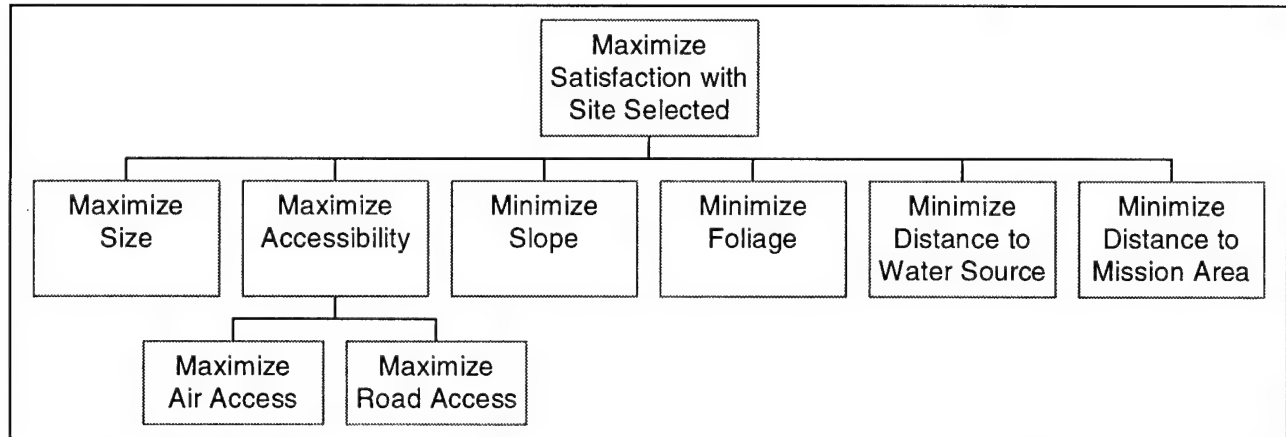 Maximize
Satisfaction with
Site Selected
Maximize
Size
Maximize
Accessibility
Minimize
Slope
Minimize
Foliage
Minimize
Distance to
Water Source
Minimize
Distance to
Mission Area
Maximize
Air Access
Maximize
Road Access